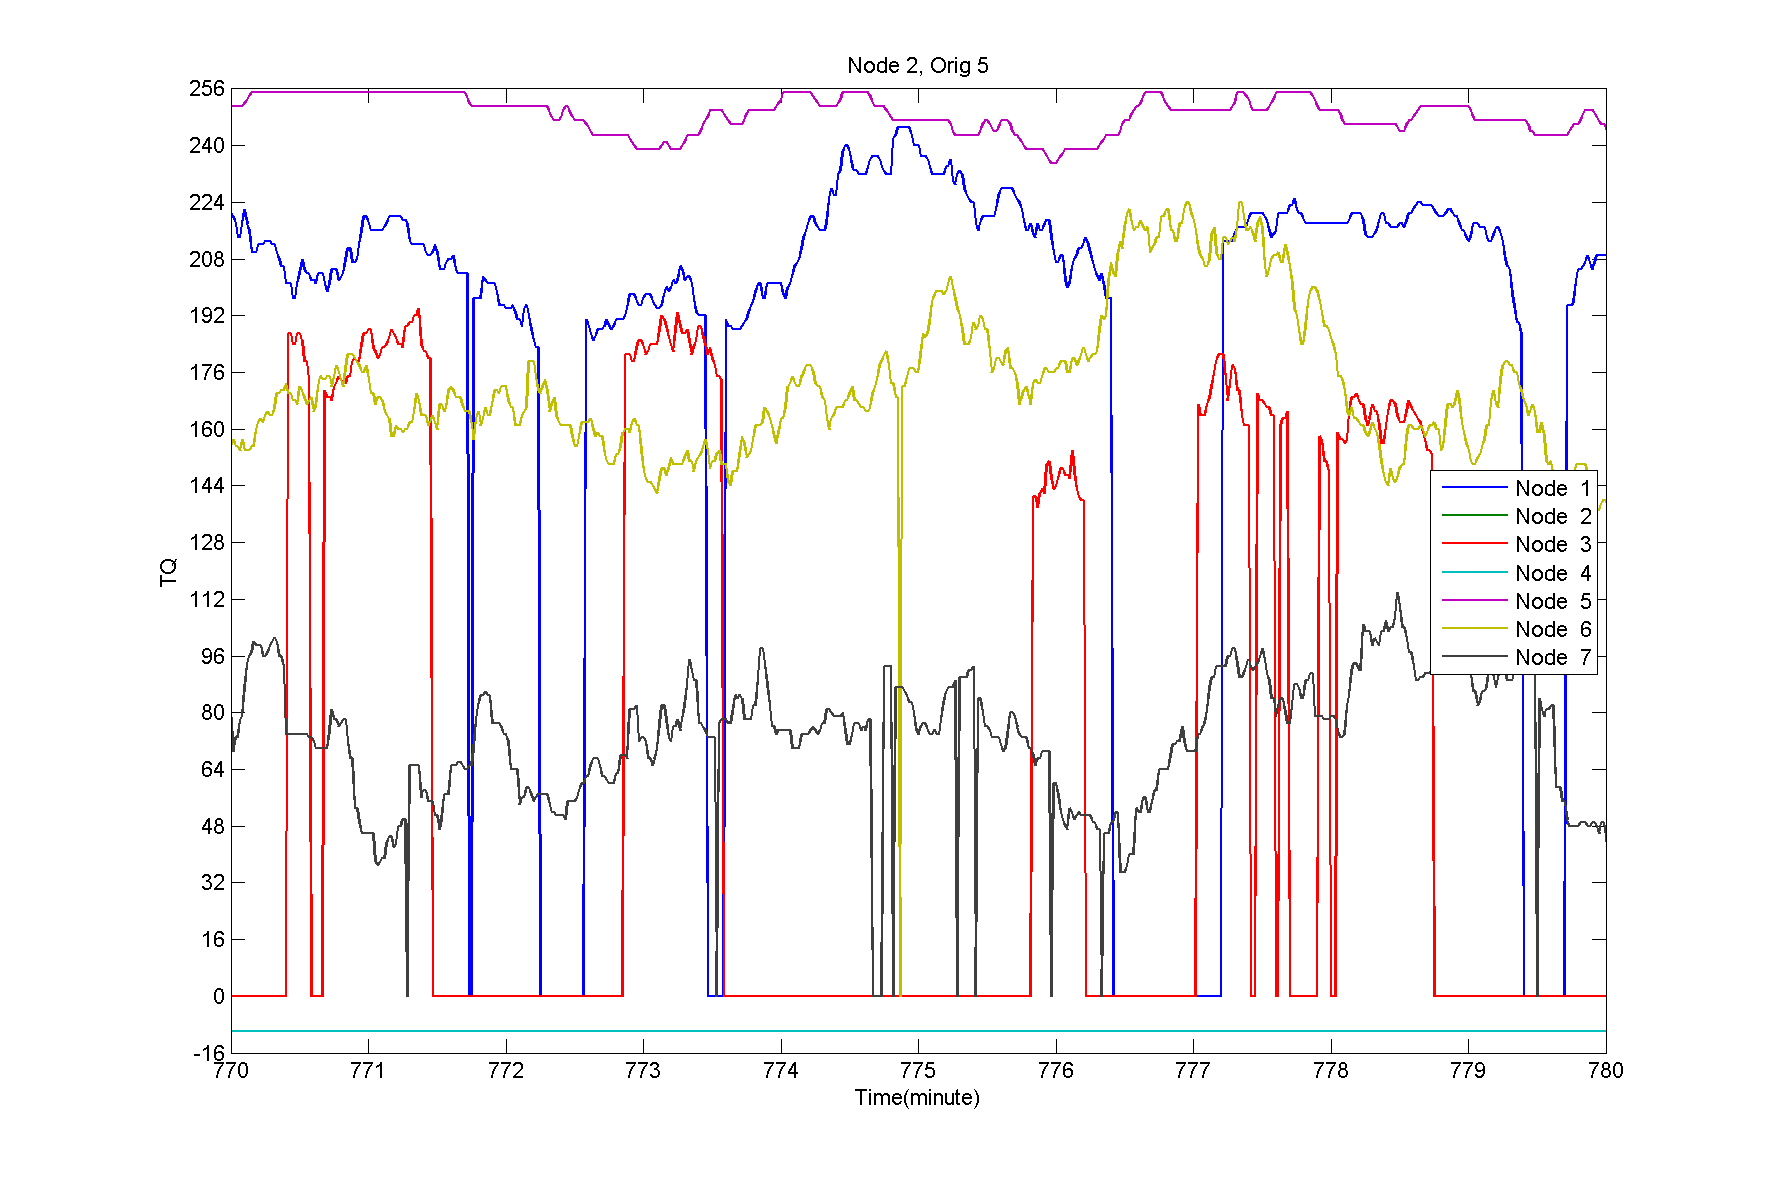 Node 2, Orig 5
256
240
224
208
192
176
160
144
128
112
96
80
64
48
32
16
0
-16
TQ
Node 1
Node 2
Node 3
Node 4
Node 5
Node 6
Node 7
770 771 772 773 774 775 776 777 778 779 780
Time(minute)